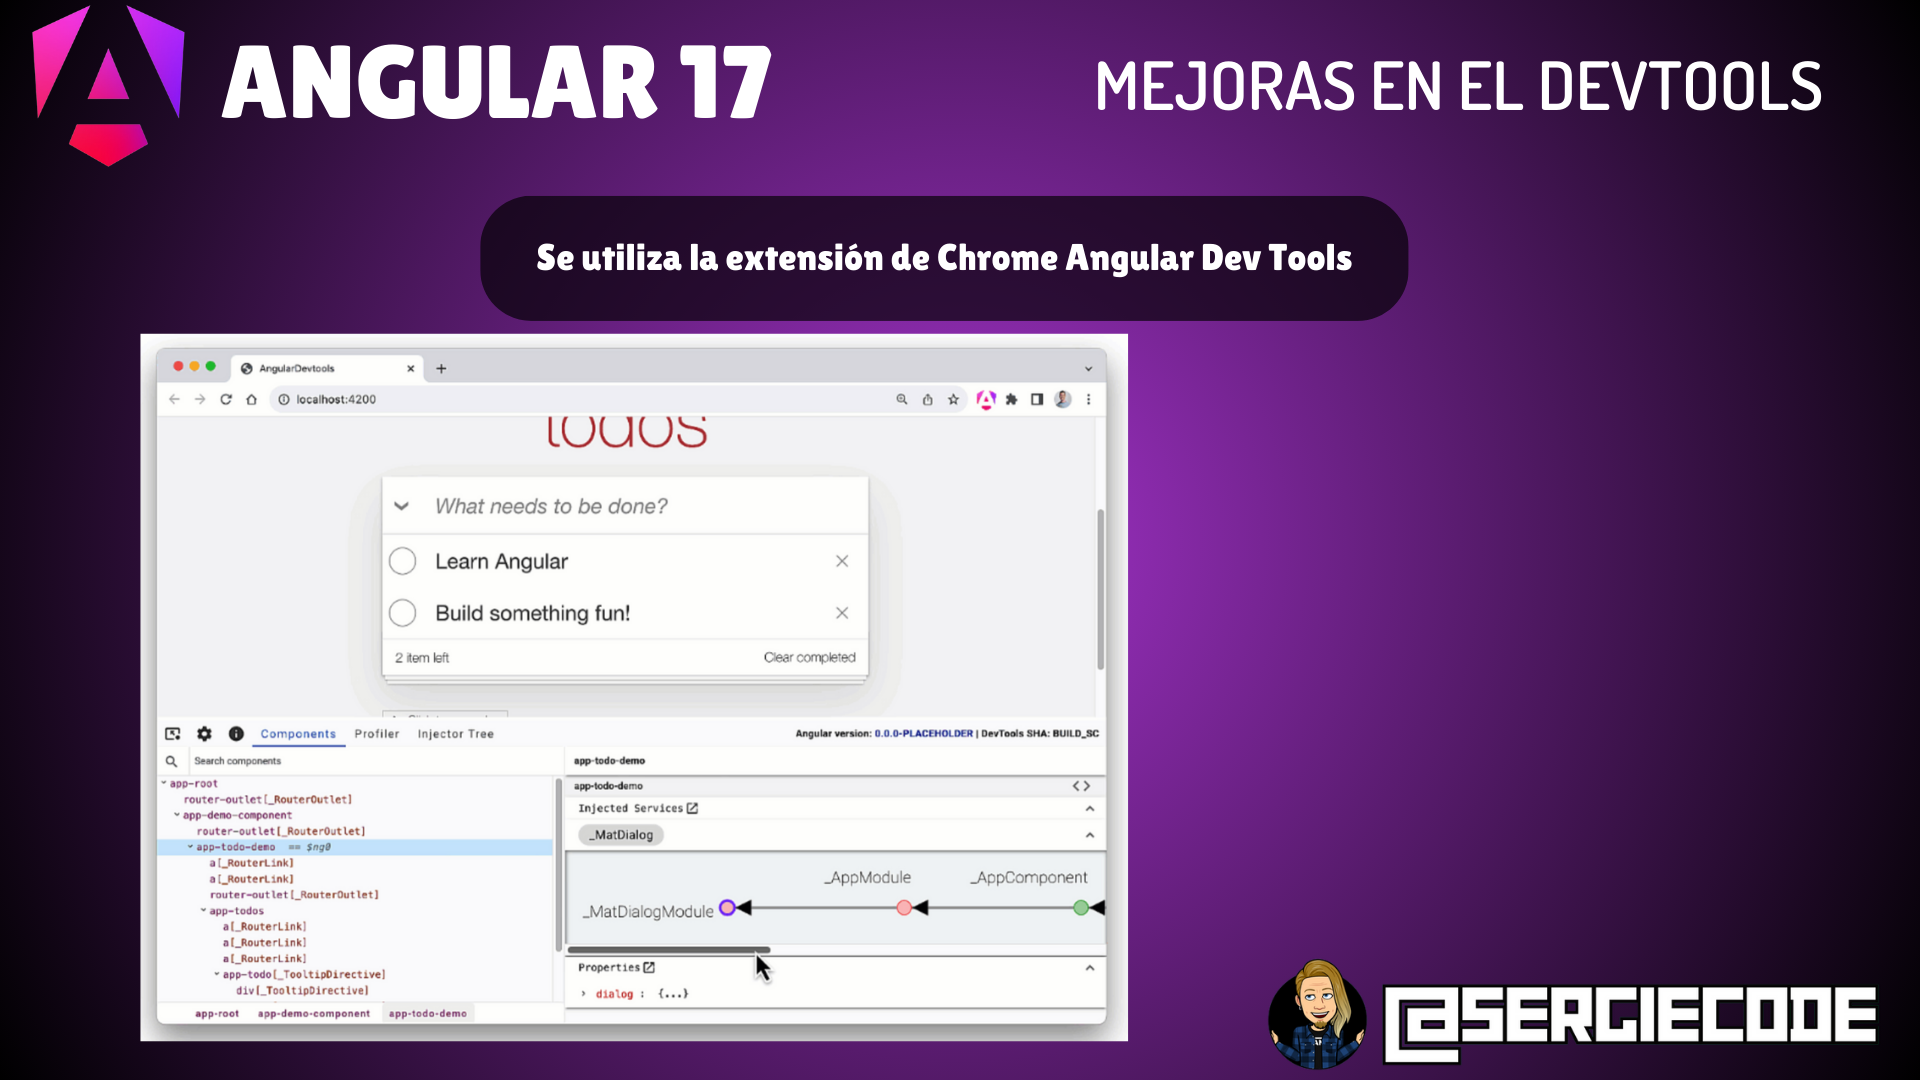 ANGULAR 17
MEJORAS EN EL DEVTOOLS
Se utiliza la extensión de Chrome Angular Dev Tools
AngularDevtools
localhost:4200
todos
What needs to be done?
Learn Angular
Build something fun!
2 item left
Clear completed
Components
Profiler
Injector Tree
Angular version: 0.0.0-PLACEHOLDER | DevTools SHA: BUILD_SC
Search components
app-root
router-outlet[_RouterOutlet]
app-demo-component
router-outlet[_RouterOutlet]
app-todo-demo == $ng0
a[_RouterLink]
a[_RouterLink]
router-outlet[_RouterOutlet]
app-todos
a[_RouterLink]
a[_RouterLink]
a[_RouterLink]
app-todo[_TooltipDirective]
div[_TooltipDirective]
app-root
app-demo-component
app-todo-demo
app-todo-demo
app-todo-demo
Injected Services
_MatDialog
_AppModule
_AppComponent
_MatDialogModule
Properties
dialog : {...}
@SERGIECODE